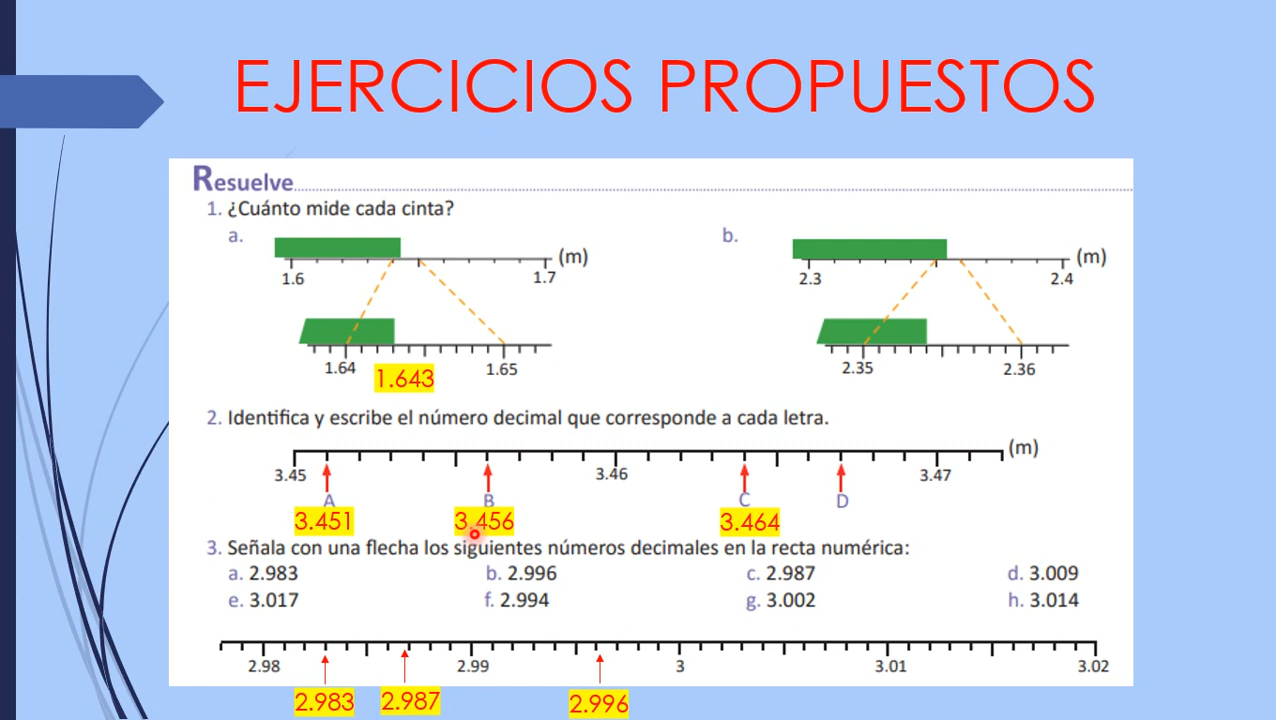 EJERCICIOS PROPUESTOS
Resuelve
1. ¿Cuánto mide cada cinta?
a.
b.
(m)
(m)
1.6
1.7
2.3
2.4
1.64
1.65
2.35
2.36
1.643
2. Identifica y escribe el número decimal que corresponde a cada letra.
(m)
3.45
3.46
3.47
A
B
C
D
3.451
3.456
3.464
3. Señala con una flecha los siguientes números decimales en la recta numérica:
a. 2.983
b. 2.996
c. 2.987
d. 3.009
e. 3.017
f. 2.994
g. 3.002
h. 3.014
2.98
2.99
3
3.01
3.02
2.983
2.987
2.996